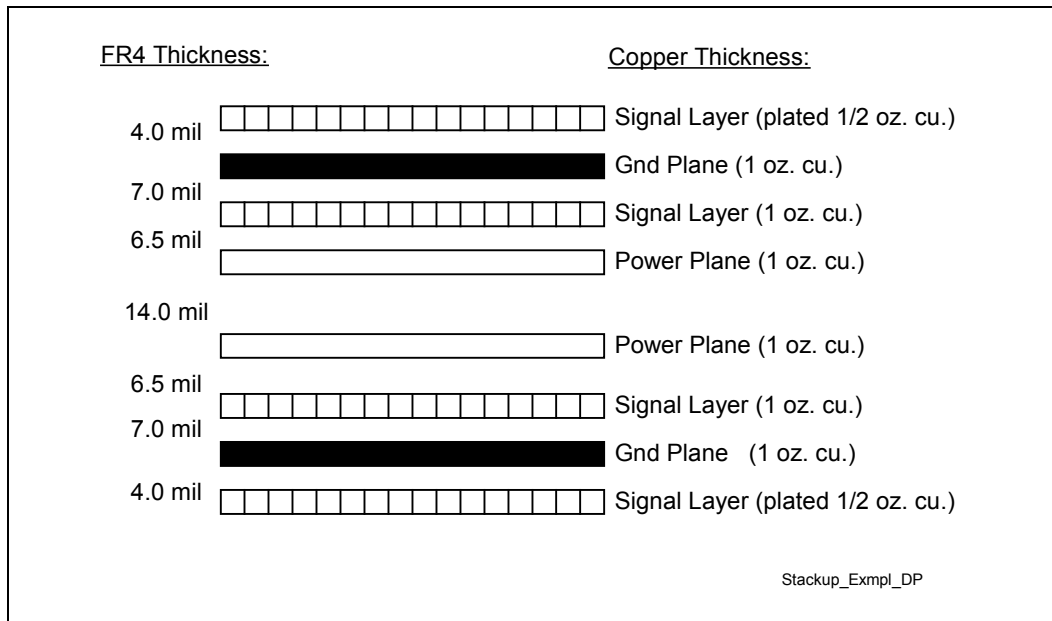 FR4 Thickness: Copper Thickness:
Signal Layer (plated 1/2 oz. cu.)
4.0 mil
Gnd Plane (1 oz. cu.)
7.0 mil
Signal Layer (1 oz. cu.)
6.5 mil
Power Plane (1 oz. cu.)
14.0 mil
Power Plane (1 oz. cu.)
6.5 mil
Signal Layer (1 oz. cu.)
7.0 mil
Gnd Plane (1 oz. cu.)
4.0 mil
Signal Layer (plated 1/2 oz. cu.)
Stackup_Exmpl_DP